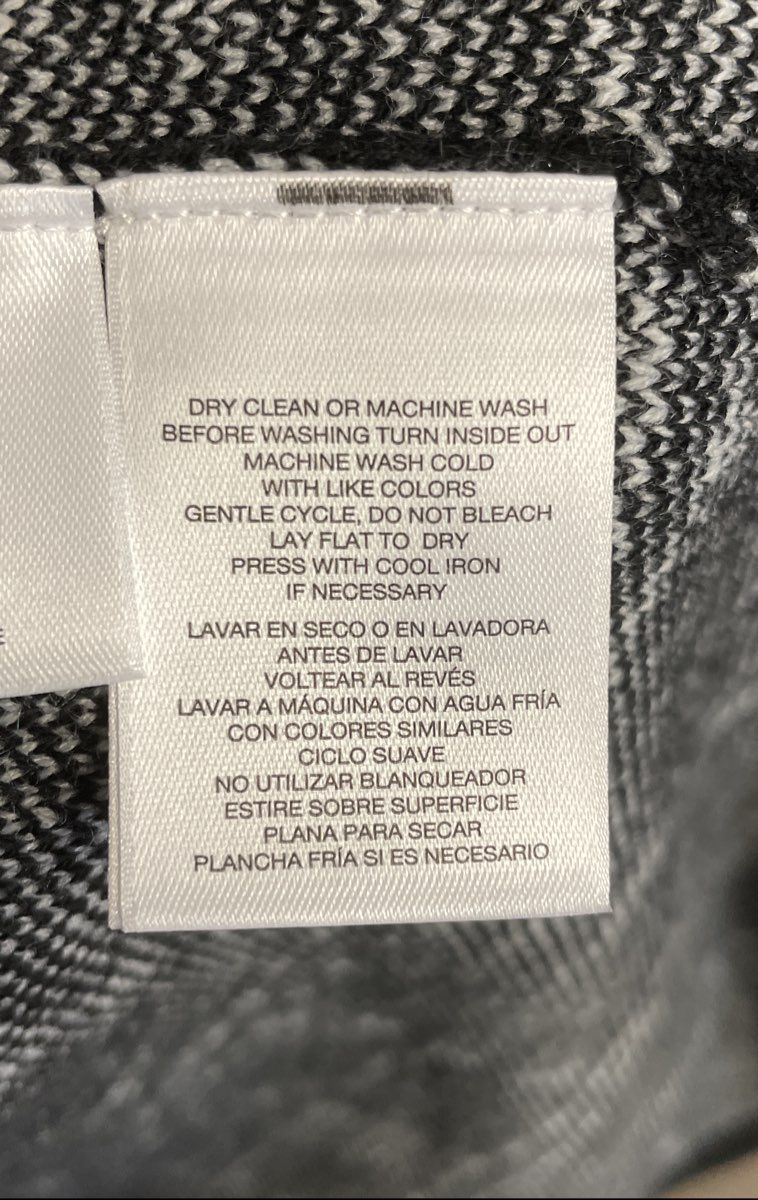 DRY CLEAN OR MACHINE WASH
BEFORE WASHING TURN INSIDE OUT
MACHINE WASH COLD
WITH LIKE COLORS
GENTLE CYCLE, DO NOT BLEACH
LAY FLAT TO DRY
PRESS WITH COOL IRON
IF NECESSARY
LAVAR EN SECO O EN LAVADORA
ANTES DE LAVAR
VOLTEAR AL REVÉS
LAVAR A MÁQUINA CON AGUA FRÍA
CON COLORES SIMILARES
CICLO SUAVE
NO UTILIZAR BLANQUEADOR
ESTIRE SOBRE SUPERFICIE
PLANA PARA SECAR
PLANCHA FRÍA SI ES NECESARIO